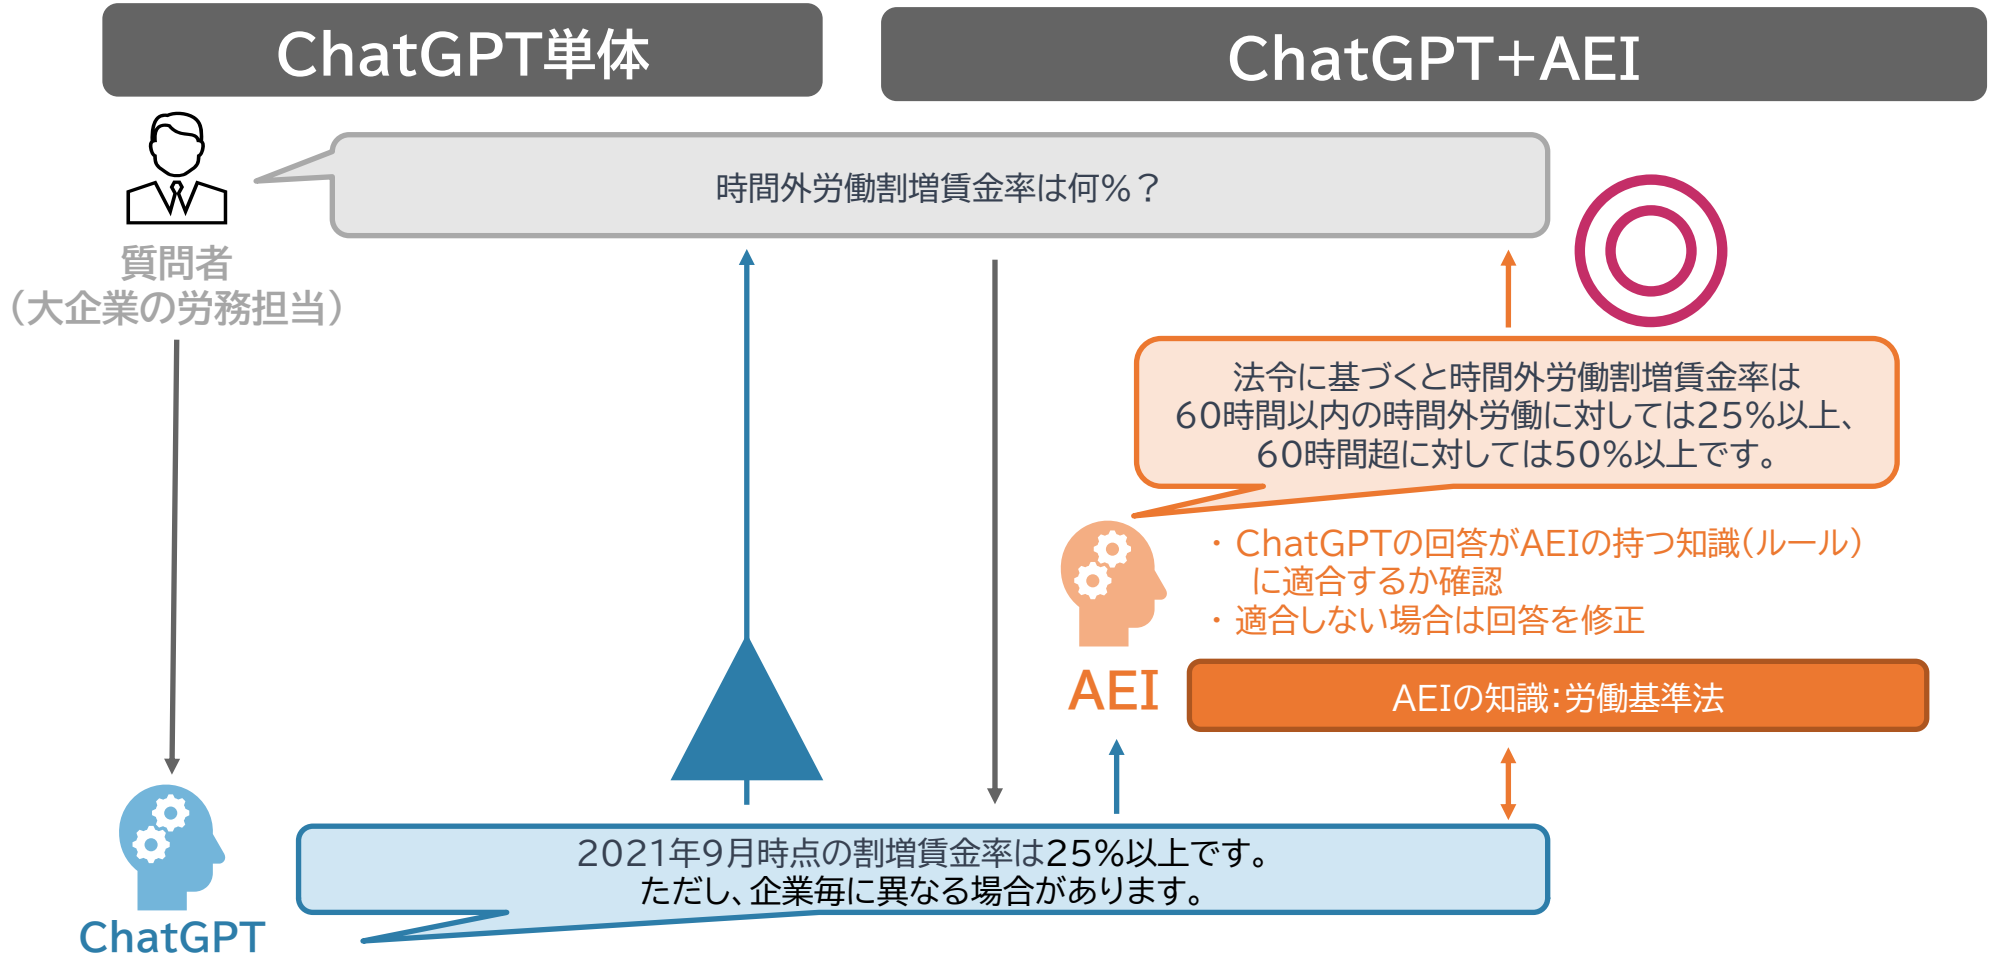 ChatGPT単体
ChatGPT+AEI
時間外労働割増賃金率は何%？
質問者
（大企業の労務担当）
法令に基づくと時間外労働割増賃金率は
60時間以内の時間外労働に対しては25%以上、
60時間超に対しては50%以上です。
・ChatGPTの回答がAEIの持つ知識（ルール）
に適合するか確認
・適合しない場合は回答を修正
AEI
AEIの知識：労働基準法
2021年9月時点の割増賃金率は25%以上です。
ただし、企業毎に異なる場合があります。
ChatGPT